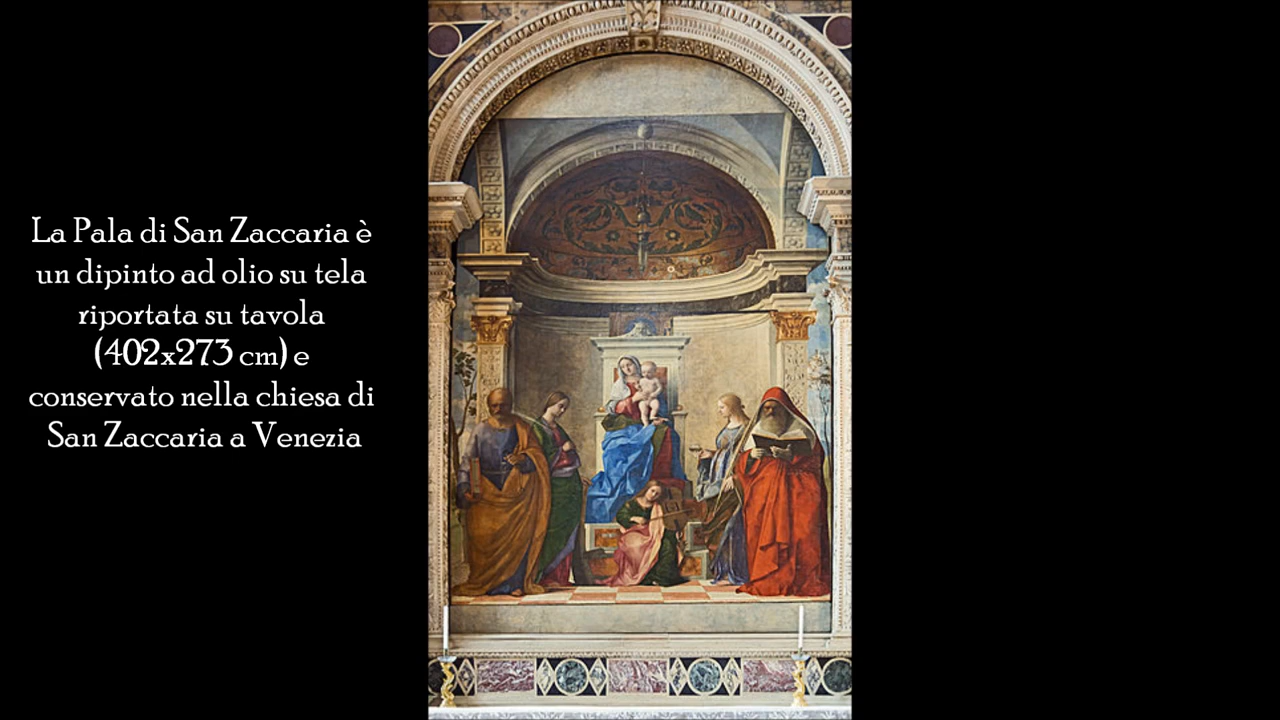 La Pala di San Zaccaria è
un dipinto ad olio su tela
riportata su tavola
(402x273 cm) e
conservato nella chiesa di
San Zaccaria a Venezia